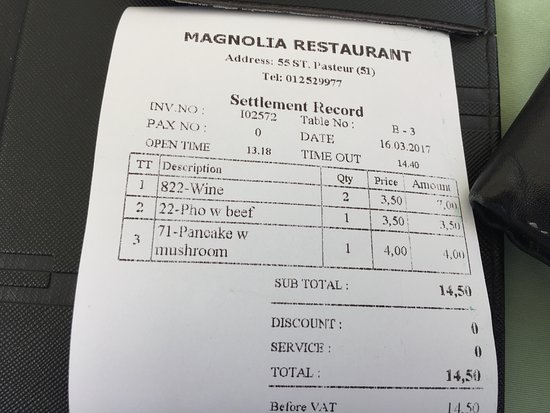 MAGNOLIA RESTAURANT
Address: 55 ST. Pasteur (51)
Tel: 012529977
Settlement Record
INV.NO : 102572 Table No : B - 3
PAX NO : 0 DATE 16.03.2017
OPEN TIME 13.18 TIME OUT 14.40
TT Description Qty Price Amount
1 822-Wine 2 3,50 7,00
2 22-Pho w beef 1 3,50 3,50
3 71-Pancake w
mushroom 1 4,00 4,00
SUB TOTAL : 14,50
DISCOUNT : 0
SERVICE : 0
TOTAL : 14,50
Before VAT 14,50